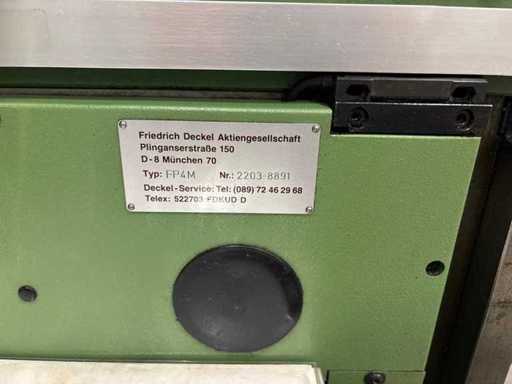 Friedrich Deckel Aktiengesellschaft
Plinganserstraße 150
D-8 München 70
Typ: FP4M Nr.: 2203-8891
Deckel-Service: Tel: (089) 72 46 29 68
Telex: 522703 FDKUD D